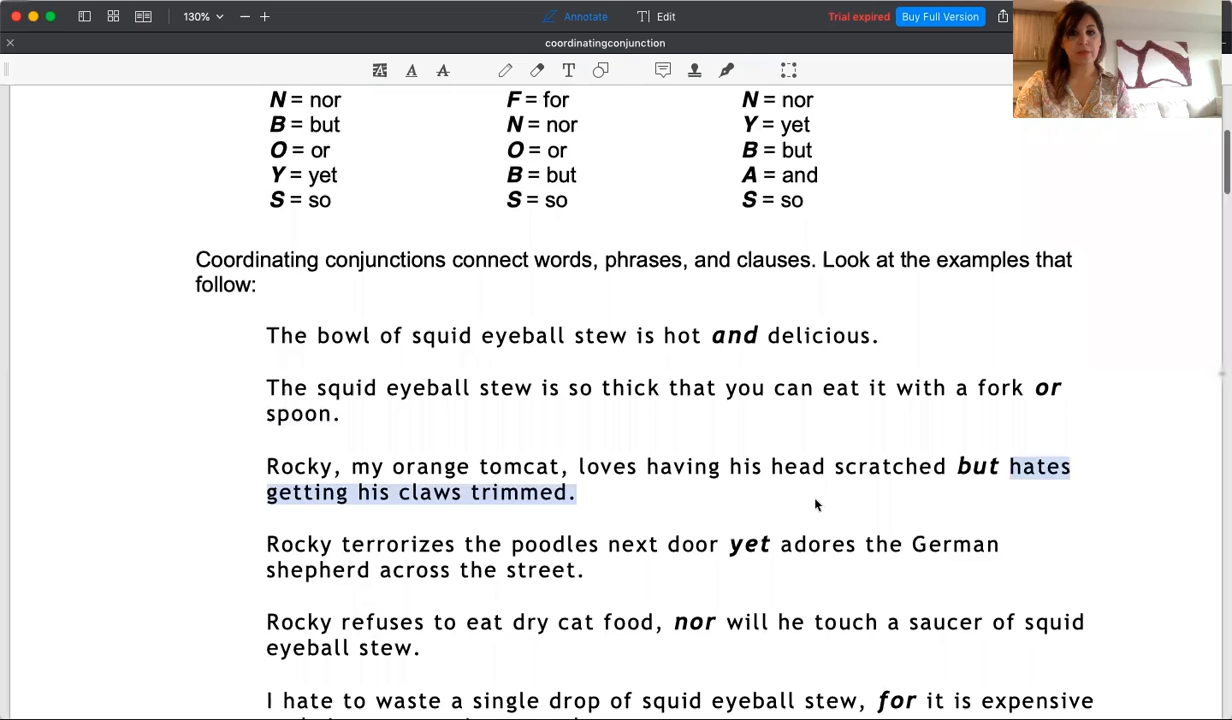 130%
Annotate
Edit
Trial expired
Buy Full Version
coordinatingconjunction
N = nor F = for N = nor
B = but N = nor Y = yet
O = or O = or B = but
Y = yet B = but A = and
S = so S = so S = so
Coordinating conjunctions connect words, phrases, and clauses. Look at the examples that
follow:
The bowl of squid eyeball stew is hot and delicious.
The squid eyeball stew is so thick that you can eat it with a fork or
spoon.
Rocky, my orange tomcat, loves having his head scratched but hates
getting his claws trimmed.
Rocky terrorizes the poodles next door yet adores the German
shepherd across the street.
Rocky refuses to eat dry cat food, nor will he touch a saucer of squid
eyeball stew.
I hate to waste a single drop of squid eyeball stew, for it is expensive